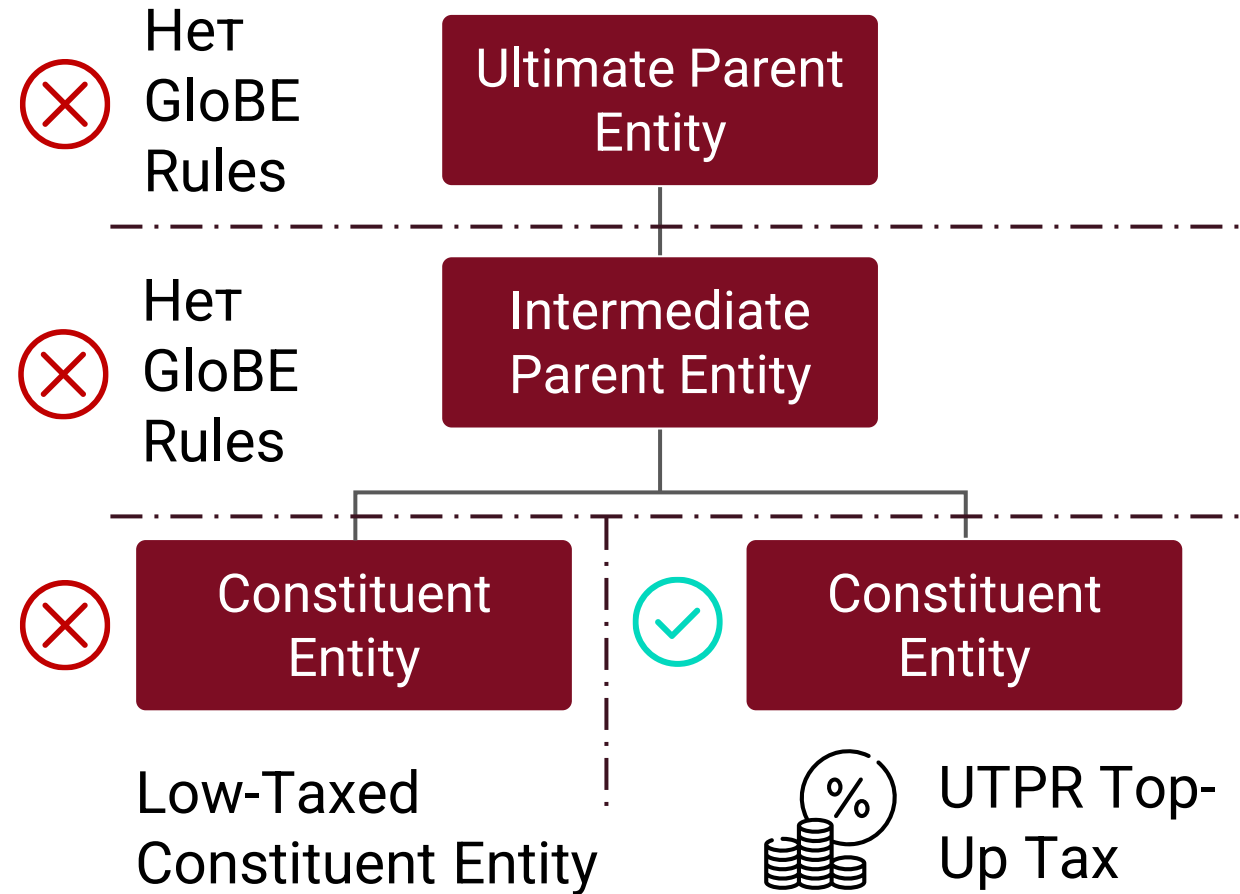 Нет
GloBE
Rules
Ultimate Parent
Entity
Нет
GloBE
Rules
Intermediate
Parent Entity
Constituent
Entity
Constituent
Entity
Low-Taxed
Constituent Entity
%
UTPR Top-
Up Tax